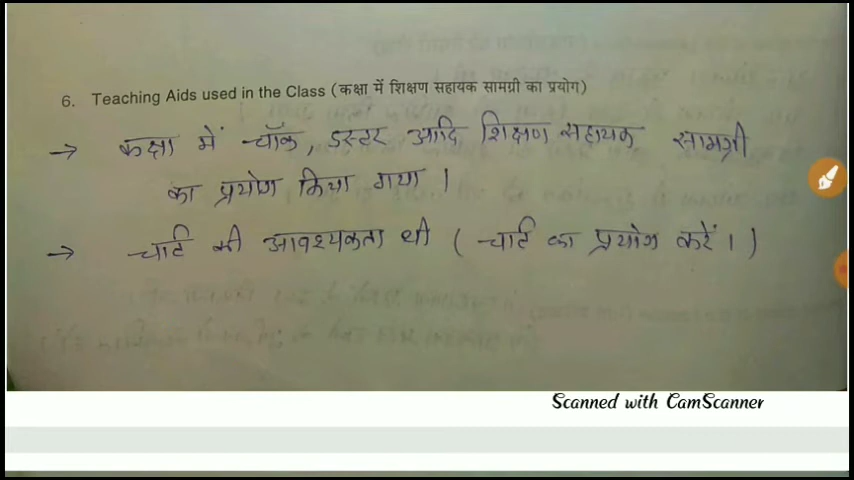 6. Teaching Aids used in the Class (कक्षा में शिक्षण सहायक सामग्री का प्रयोग)
→ कक्षा में चॉक, डस्टर आदि शिक्षण सहायक सामग्री
का प्रयोग किया गया ।
→ चार्ट की आवश्यकता थी ( चार्ट का प्रयोग करें । )
Scanned with CamScanner